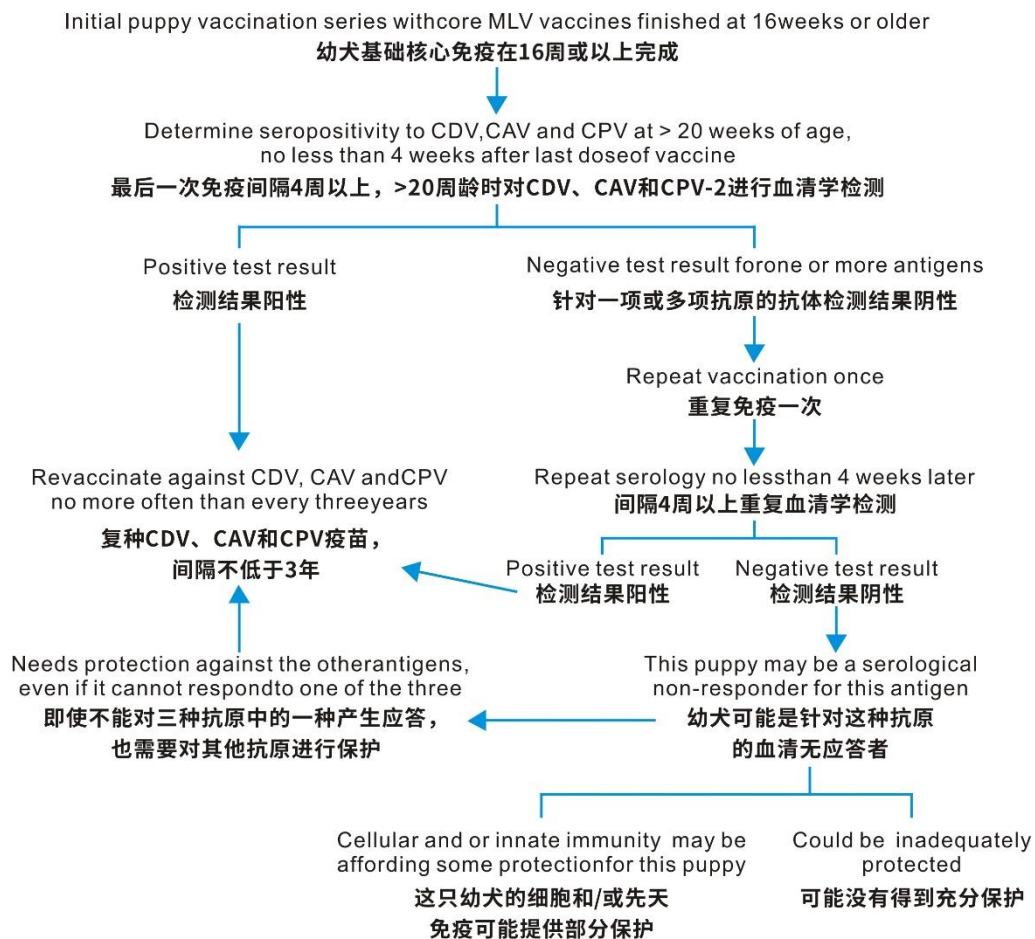 Initial puppy vaccination series withcore MLV vaccines finished at 16weeks or older
幼犬基础核心免疫在16周或以上完成
Determine seropositivity to CDV,CAV and CPV at > 20 weeks of age,
no less than 4 weeks after last doseof vaccine
最后一次免疫间隔4周以上，>20周龄时对CDV、CAV和CPV-2进行血清学检测
Positive test result
检测结果阳性
Negative test result forone or more antigens
针对一项或多项抗原的抗体检测结果阴性
Repeat vaccination once
重复免疫一次
Revaccinate against CDV, CAV andCPV
no more often than every threeyears
复种CDV、CAV和CPV疫苗，
间隔不低于3年
Repeat serology no lessthan 4 weeks later
间隔4周以上重复血清学检测
Positive test result
检测结果阳性
Negative test result
检测结果阴性
Needs protection against the otherantigens,
even if it cannot respondto one of the three
即使不能对三种抗原中的一种产生应答，
也需要对其他抗原进行保护
This puppy may be a serological
non-responder for this antigen
幼犬可能是针对这种抗原
的血清无应答者
Cellular and or innate immunity may be
affording some protectionfor this puppy
这只幼犬的细胞和/或先天
免疫可能提供部分保护
Could be inadequately
protected
可能没有得到充分保护